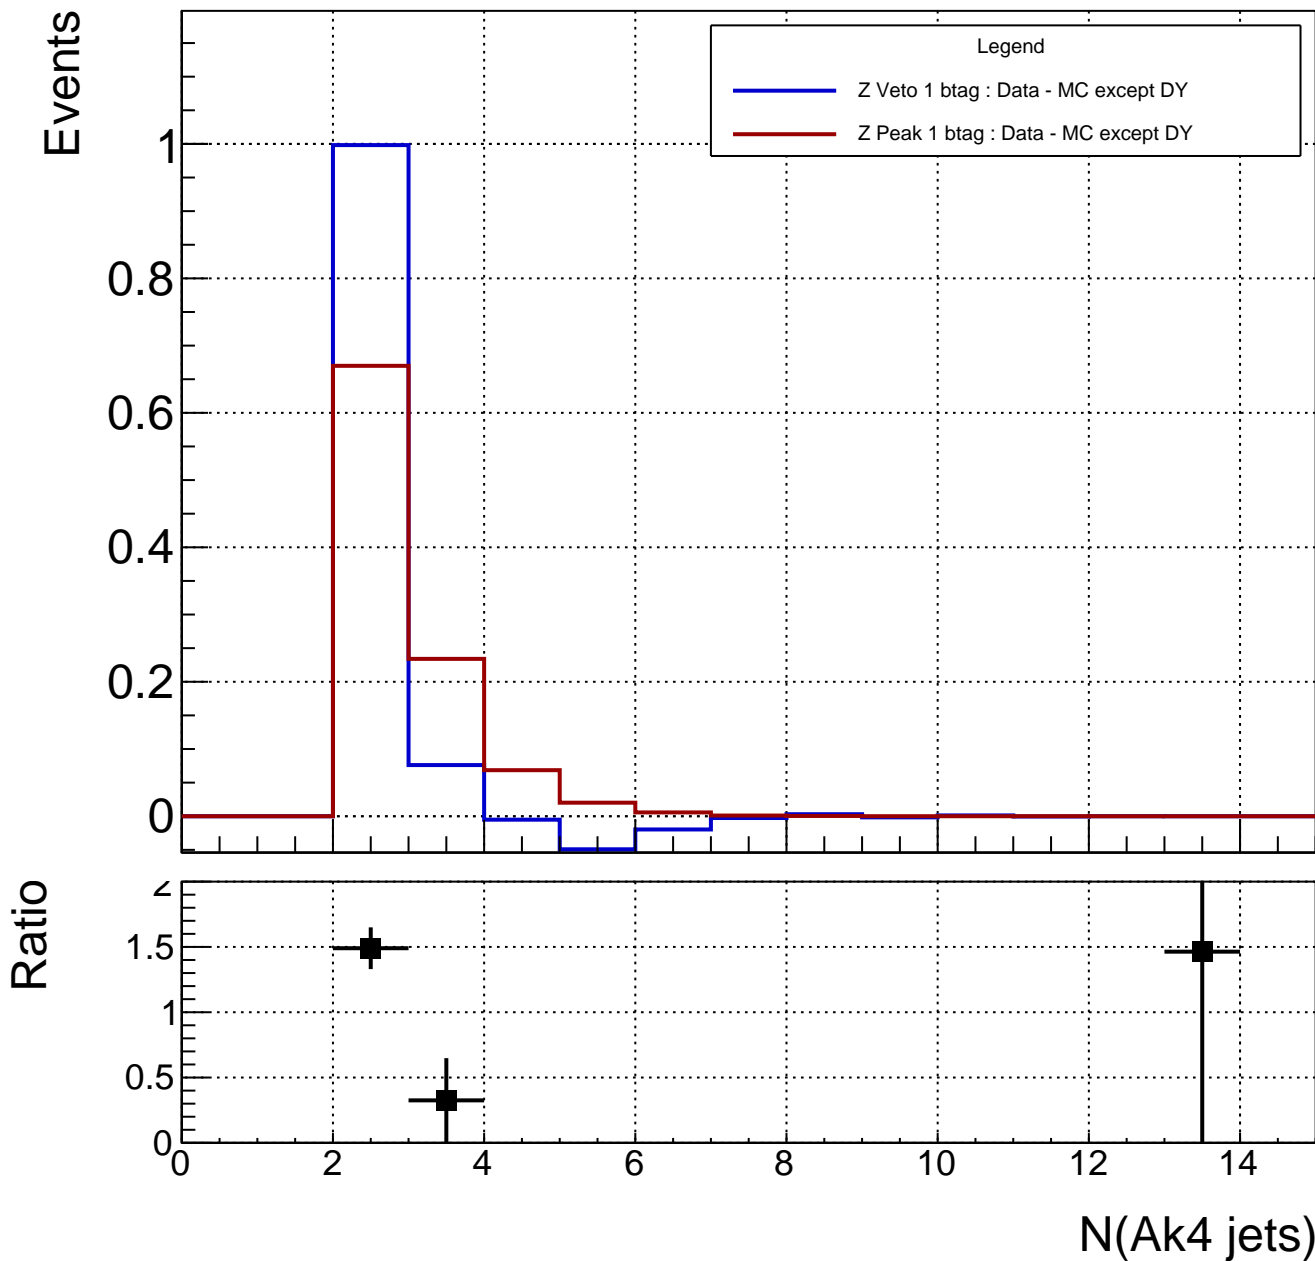 Events
Legend
Z Veto 1 btag : Data - MC except DY
Z Peak 1 btag : Data - MC except DY
1
0.8
0.6
0.4
0.2
0
Ratio
2
1.5
1
0.5
0
0 2 4 6 8 10 12 14
N(Ak4 jets)